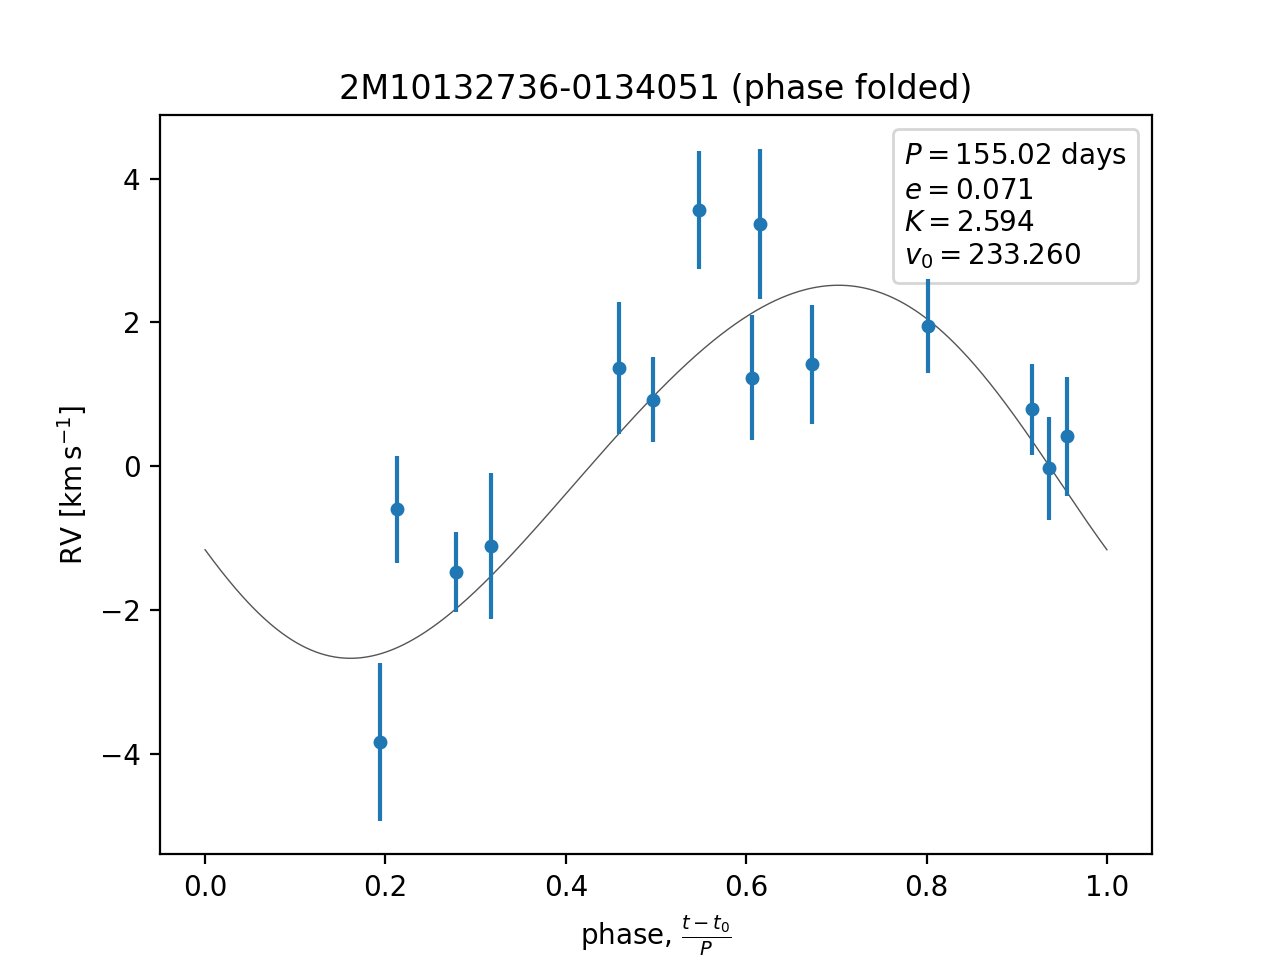 2M10132736-0134051 (phase folded)
P = 155.02 days
e = 0.071
K = 2.594
v₀ = 233.260
4
2
0
−2
−4
RV [km s⁻¹]
0.0 0.2 0.4 0.6 0.8 1.0
phase, (t − t₀)/P